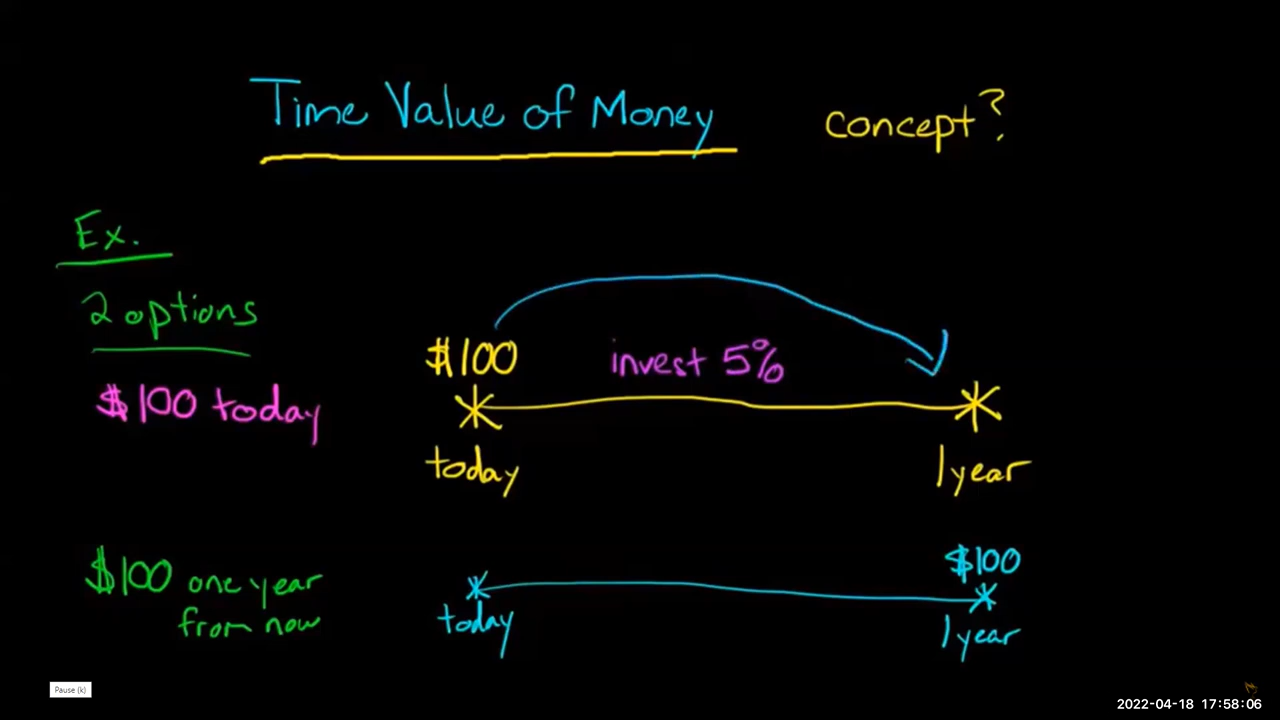 Time Value of Money
concept?
Ex.
2 options
$100 today
$100
invest 5%
today
1 year
$100 one year
from now
$100
today
1 year
Pause (k)
2022-04-18 17:58:06